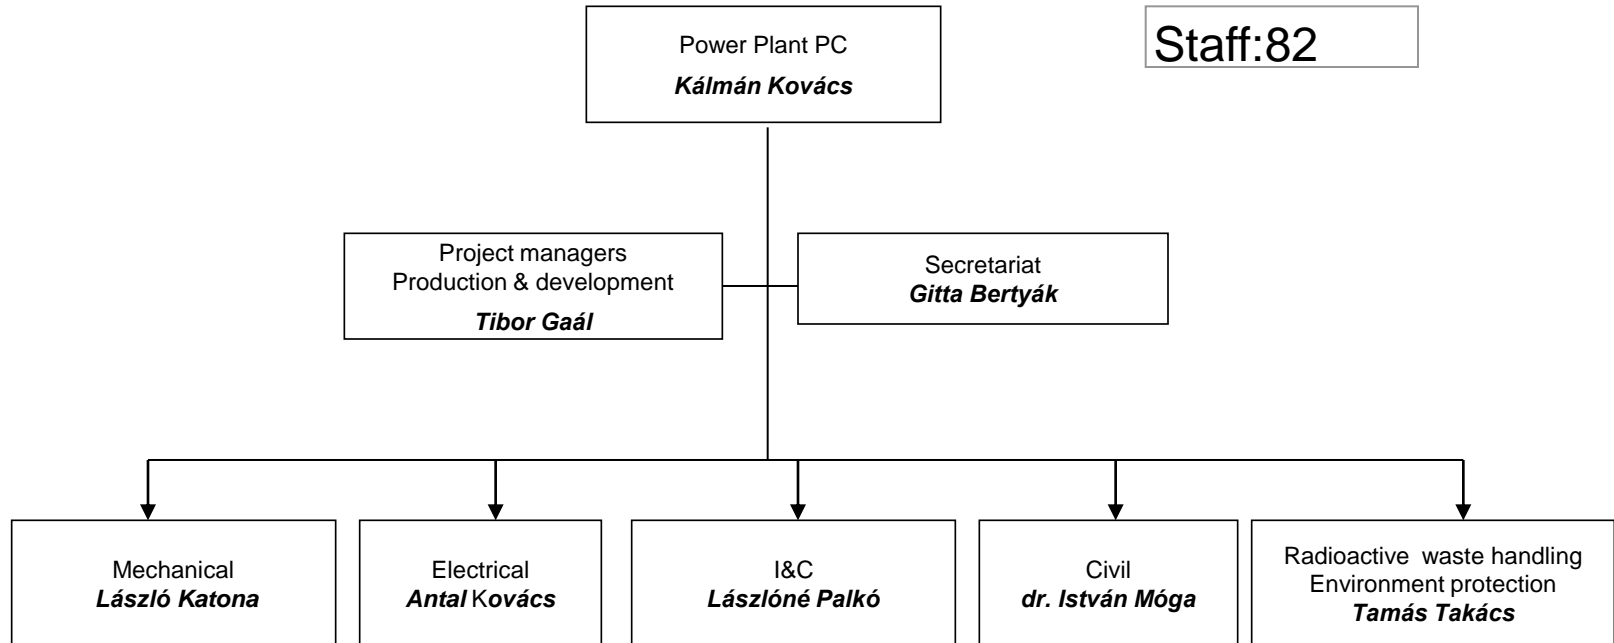 Power Plant PC
Kálmán Kovács
Staff:82
Project managers
Production & development
Tibor Gaál
Secretariat
Gitta Bertyák
Mechanical
László Katona
Electrical
Antal Kovács
I&C
Lászlóné Palkó
Civil
dr. István Móga
Radioactive waste handling
Environment protection
Tamás Takács